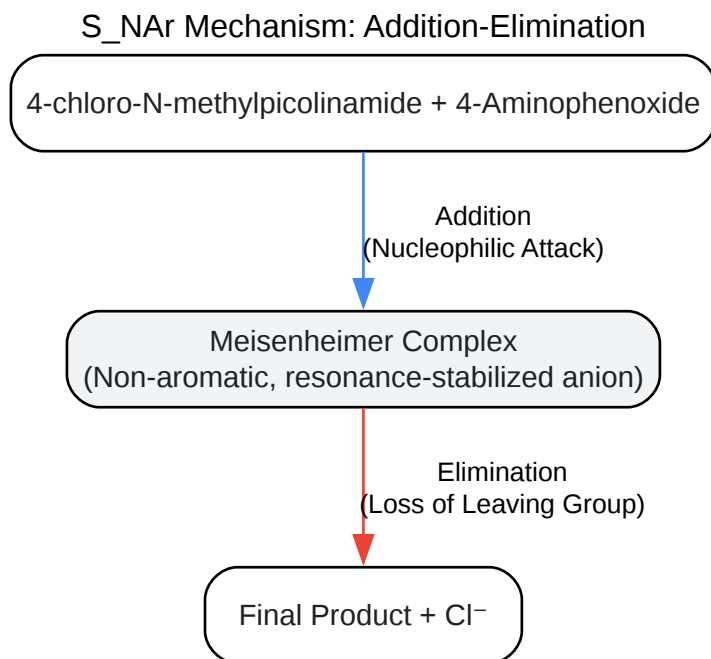 S_NAr Mechanism: Addition-Elimination
4-chloro-N-methylpicolinamide + 4-Aminophenoxide
Addition
(Nucleophilic Attack)
Meisenheimer Complex
(Non-aromatic, resonance-stabilized anion)
Elimination
(Loss of Leaving Group)
Final Product + Cl⁻